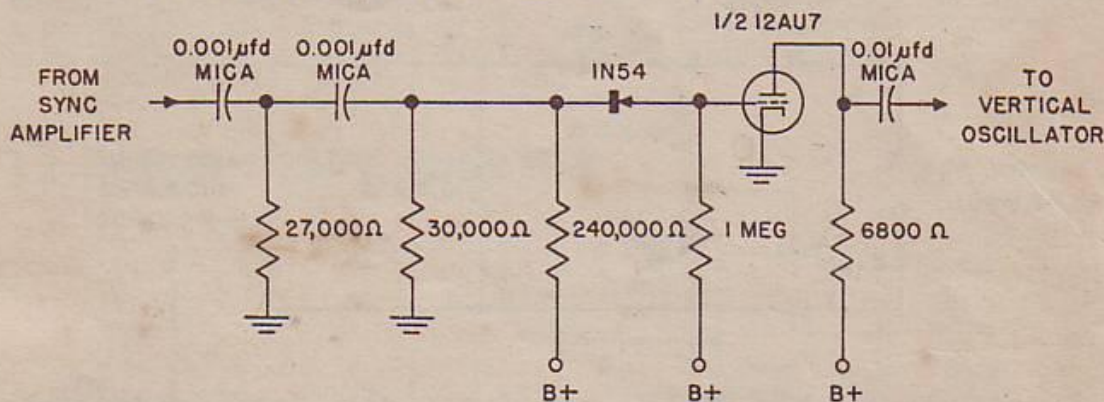 1/2 12AU7
0.001μfd
MICA
0.001μfd
MICA
0.01μfd
MICA
FROM
SYNC
AMPLIFIER
1N54
TO
VERTICAL
OSCILLATOR
27,000Ω
30,000Ω
240,000Ω
1 MEG
6800 Ω
B+
B+
B+